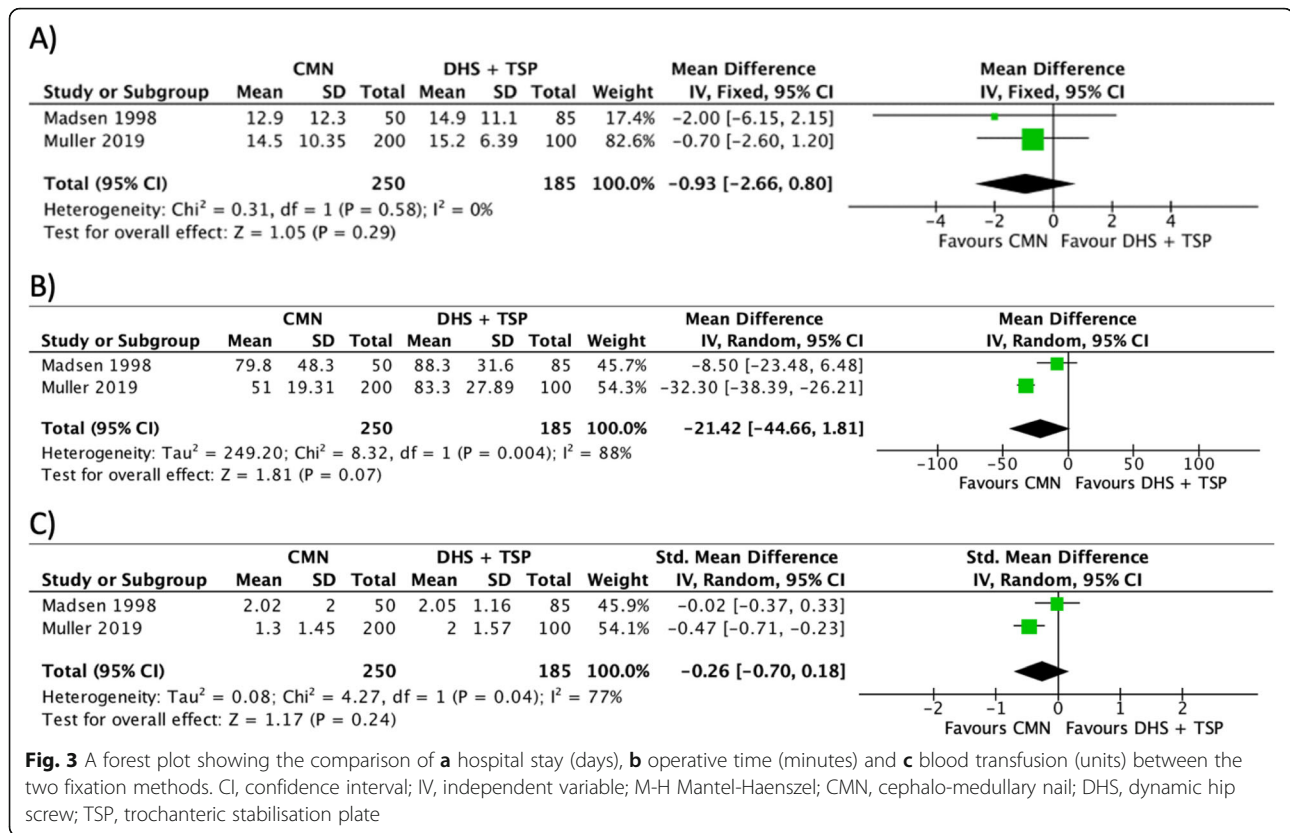 A)
CMN DHS + TSP Mean Difference Mean Difference
Study or Subgroup Mean SD Total Mean SD Total Weight IV, Fixed, 95% CI IV, Fixed, 95% CI
Madsen 1998 12.9 12.3 50 14.9 11.1 85 17.4% −2.00 [−6.15, 2.15]
Muller 2019 14.5 10.35 200 15.2 6.39 100 82.6% −0.70 [−2.60, 1.20]
Total (95% CI) 250 185 100.0% −0.93 [−2.66, 0.80]
Heterogeneity: Chi² = 0.31, df = 1 (P = 0.58); I² = 0%
Test for overall effect: Z = 1.05 (P = 0.29)
−4 −2 0 2 4
Favours CMN Favour DHS + TSP
B)
CMN DHS + TSP Mean Difference Mean Difference
Study or Subgroup Mean SD Total Mean SD Total Weight IV, Random, 95% CI IV, Random, 95% CI
Madsen 1998 79.8 48.3 50 88.3 31.6 85 45.7% −8.50 [−23.48, 6.48]
Muller 2019 51 19.31 200 83.3 27.89 100 54.3% −32.30 [−38.39, −26.21]
Total (95% CI) 250 185 100.0% −21.42 [−44.66, 1.81]
Heterogeneity: Tau² = 249.20; Chi² = 8.32, df = 1 (P = 0.004); I² = 88%
Test for overall effect: Z = 1.81 (P = 0.07)
−100 −50 0 50 100
Favours CMN Favours DHS + TSP
C)
CMN DHS + TSP Std. Mean Difference Std. Mean Difference
Study or Subgroup Mean SD Total Mean SD Total Weight IV, Random, 95% CI IV, Random, 95% CI
Madsen 1998 2.02 2 50 2.05 1.16 85 45.9% −0.02 [−0.37, 0.33]
Muller 2019 1.3 1.45 200 2 1.57 100 54.1% −0.47 [−0.71, −0.23]
Total (95% CI) 250 185 100.0% −0.26 [−0.70, 0.18]
Heterogeneity: Tau² = 0.08; Chi² = 4.27, df = 1 (P = 0.04); I² = 77%
Test for overall effect: Z = 1.17 (P = 0.24)
−2 −1 0 1 2
Favours CMN Favours DHS + TSP
Fig. 3 A forest plot showing the comparison of a hospital stay (days), b operative time (minutes) and c blood transfusion (units) between the
two fixation methods. CI, confidence interval; IV, independent variable; M-H Mantel-Haenszel; CMN, cephalo-medullary nail; DHS, dynamic hip
screw; TSP, trochanteric stabilisation plate